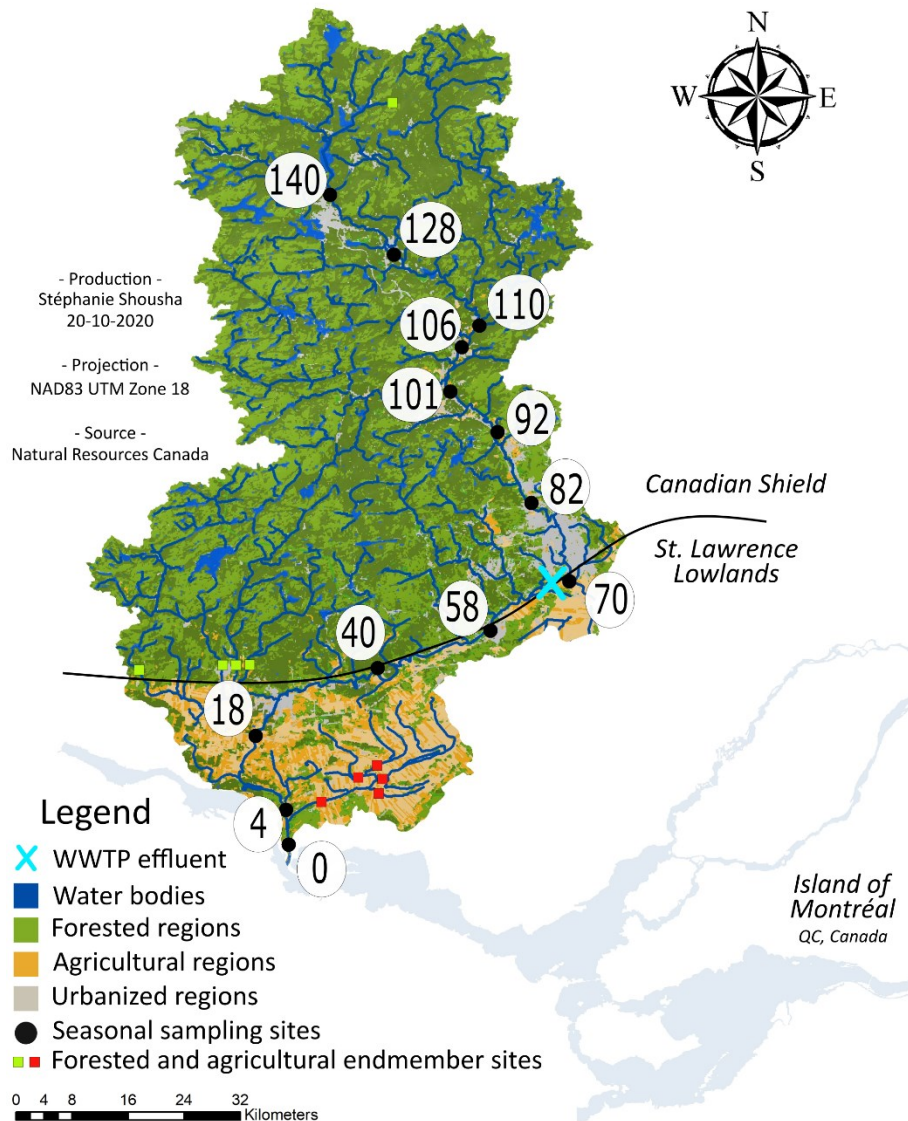 N
W E
S
140
128
- Production -
Stéphanie Shousha
20-10-2020
110
106
- Projection -
NAD83 UTM Zone 18
101
92
- Source -
Natural Resources Canada
82
Canadian Shield
St. Lawrence
Lowlands
70
58
40
18
4
0
Legend
WWTP effluent
Water bodies
Forested regions
Agricultural regions
Urbanized regions
Seasonal sampling sites
Forested and agricultural endmember sites
Island of
Montréal
QC, Canada
0 4 8 16 24 32
Kilometers